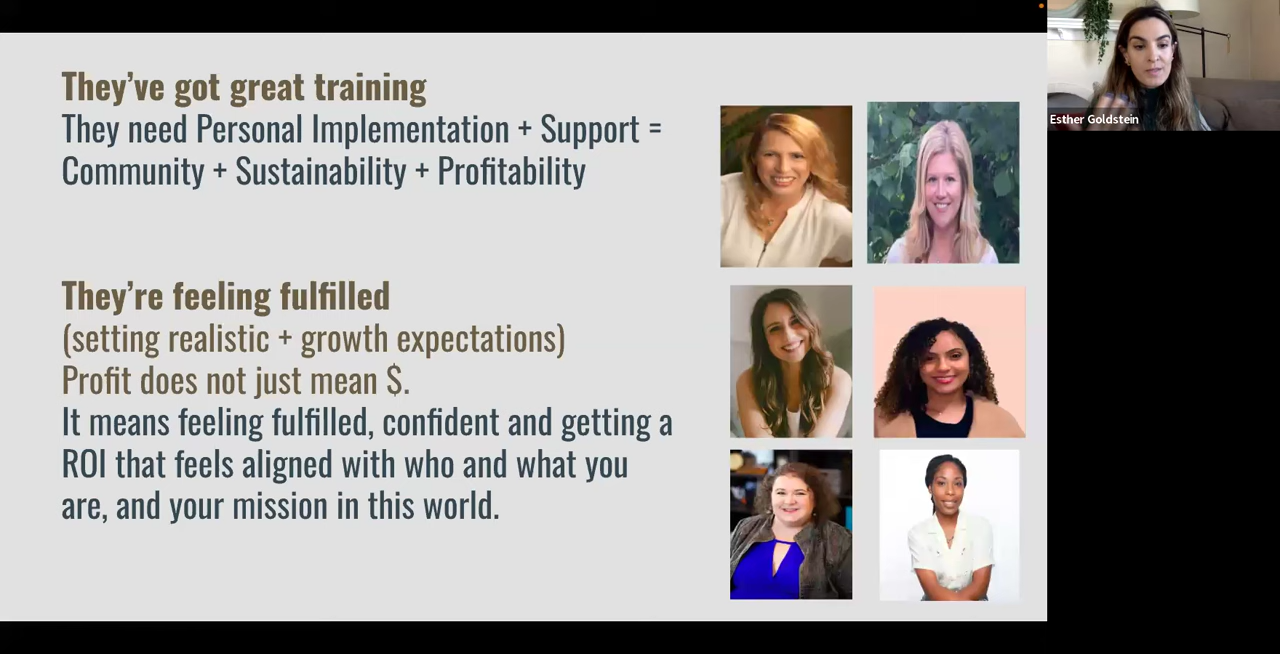 They’ve got great training
They need Personal Implementation + Support =
Community + Sustainability + Profitability
They’re feeling fulfilled
(setting realistic + growth expectations)
Profit does not just mean $.
It means feeling fulfilled, confident and getting a
ROI that feels aligned with who and what you
are, and your mission in this world.
Esther Goldstein